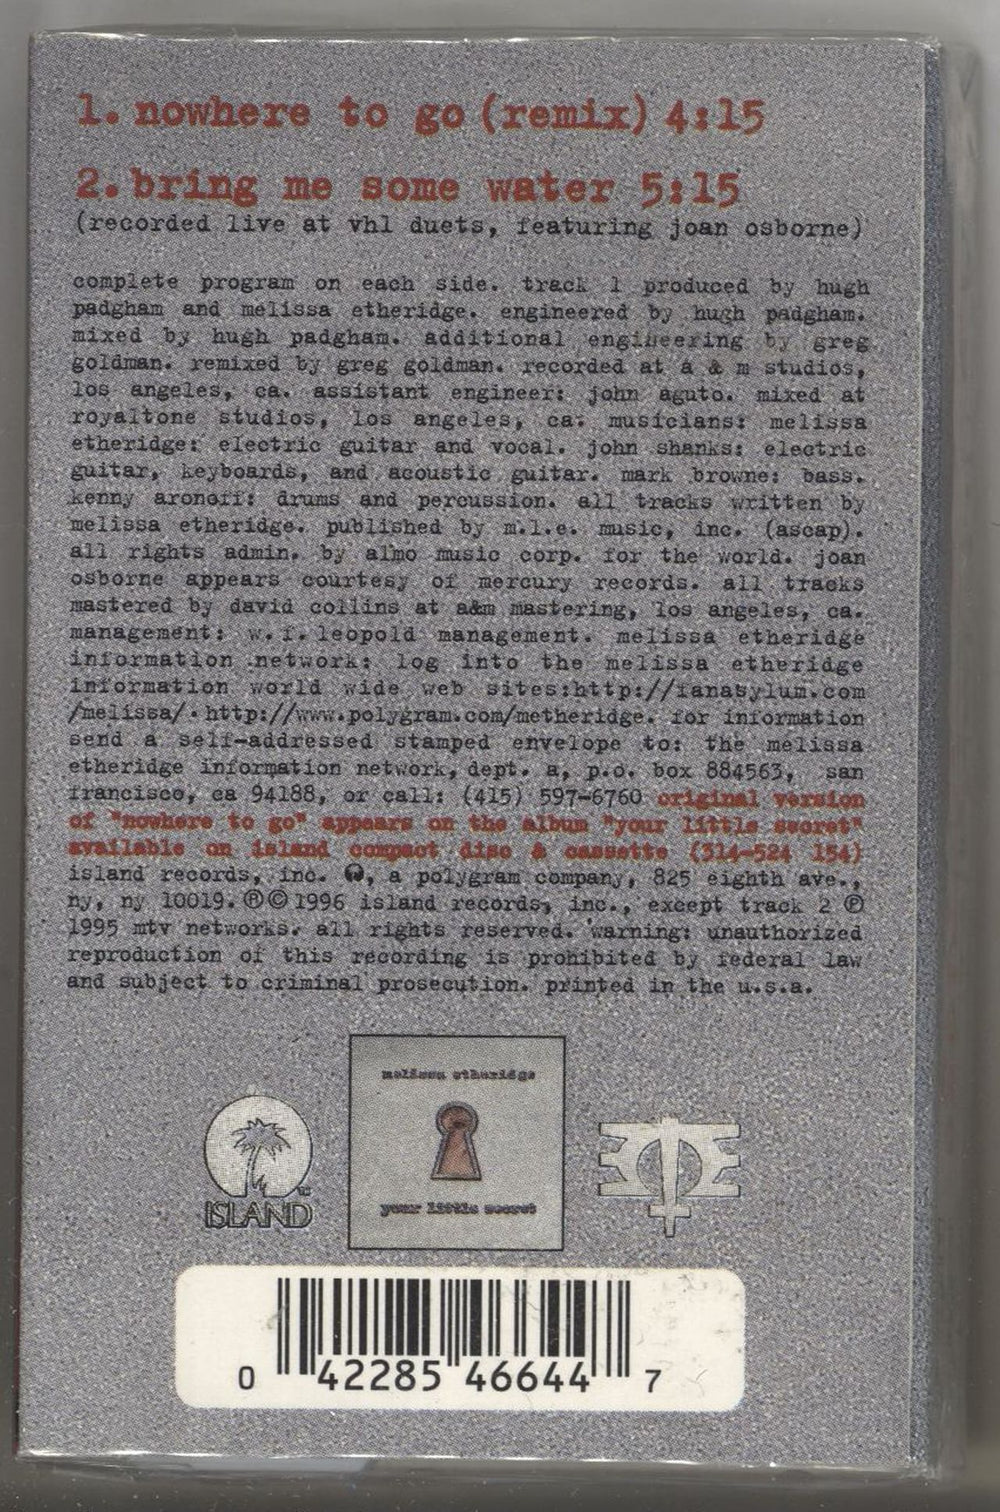 1. nowhere to go (remix) 4:15
2. bring me some water 5:15
(recorded live at vh1 duets, featuring joan osborne)
complete program on each side. track 1 produced by hugh
padgham and melissa etheridge. engineered by hugh padgham.
mixed by hugh padgham. additional engineering by greg
goldman. remixed by greg goldman. recorded at a & m studios,
los angeles, ca. assistant engineer: john aguto. mixed at
royaltone studios, los angeles, ca. musicians: melissa
etheridge: electric guitar and vocal. john shanks: electric
guitar, keyboards, and acoustic guitar. mark browne: bass.
kenny aronoff: drums and percussion. all tracks written by
melissa etheridge. published by m.l.e. music, inc. (ascap).
all rights admin. by almo music corp. for the world. joan
osborne appears courtesy of mercury records. all tracks
mastered by david collins at a&m mastering, los angeles, ca.
management: w.f. leopold management. melissa etheridge
information network: log into the melissa etheridge
information world wide web sites:http://fanasylum.com
/melissa/·http://www.polygram.com/metheridge. for information
send a self-addressed stamped envelope to: the melissa
etheridge information network, dept. a, p.o. box 884563, san
francisco, ca 94188, or call: (415) 597-6760 original version
of "nowhere to go" appears on the album "your little secret"
available on island compact disc & cassette (314-524 154)
island records, inc. , a polygram company, 825 eighth ave.,
ny, ny 10019. ®© 1996 island records, inc., except track 2 ℗
1995 mtv networks. all rights reserved. warning: unauthorized
reproduction of this recording is prohibited by federal law
and subject to criminal prosecution. printed in the u.s.a.
melissa etheridge
your little secret
ISLAND
0 42285 46644 7